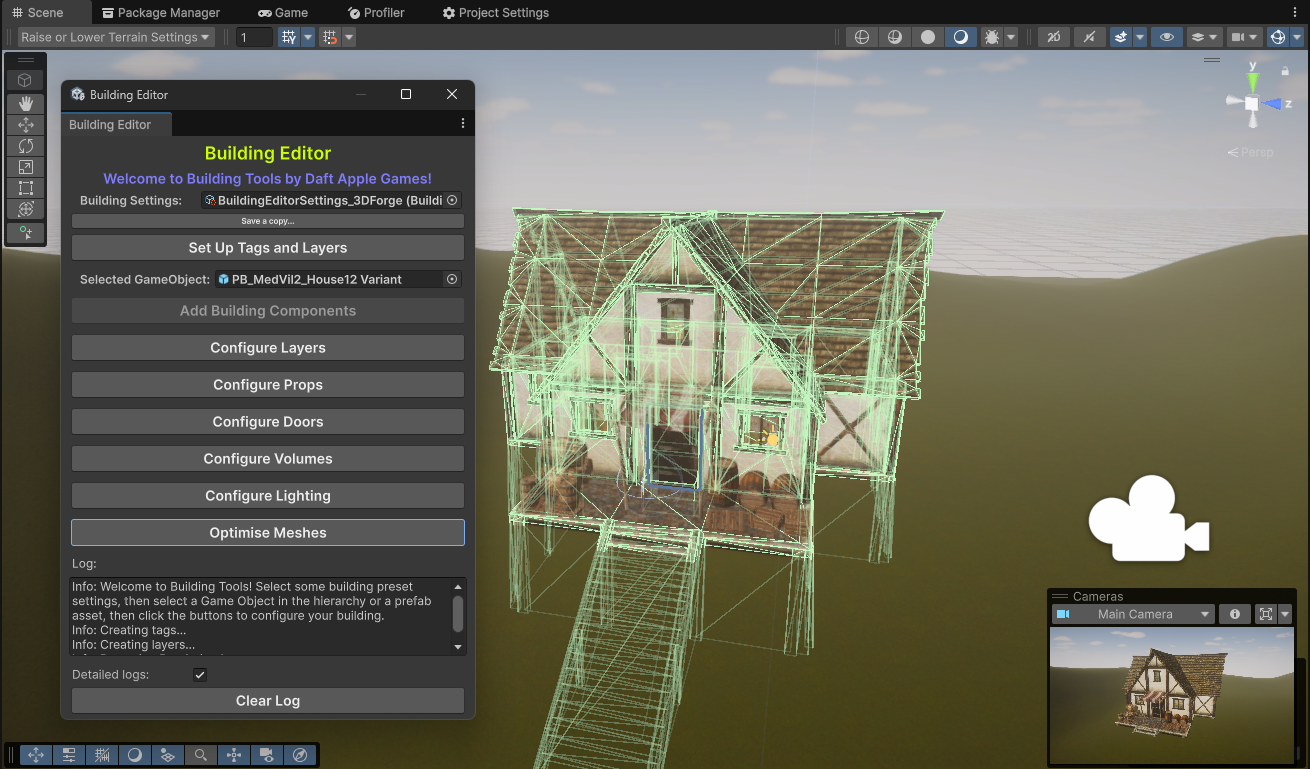 Scene
Package Manager
Game
Profiler
Project Settings
Raise or Lower Terrain Settings
1
2D
y
z
Persp
Building Editor
Building Editor
Building Editor
Welcome to Building Tools by Daft Apple Games!
Building Settings: BuildingEditorSettings_3DForge (Buildi
Save a copy...
Set Up Tags and Layers
Selected GameObject: PB_MedVil2_House12 Variant
Add Building Components
Configure Layers
Configure Props
Configure Doors
Configure Volumes
Configure Lighting
Optimise Meshes
Log:
Info: Welcome to Building Tools! Select some building preset
settings, then select a Game Object in the hierarchy or a prefab
asset, then click the buttons to configure your building.
Info: Creating tags...
Info: Creating layers...
Detailed logs:
Clear Log
Cameras
Main Camera